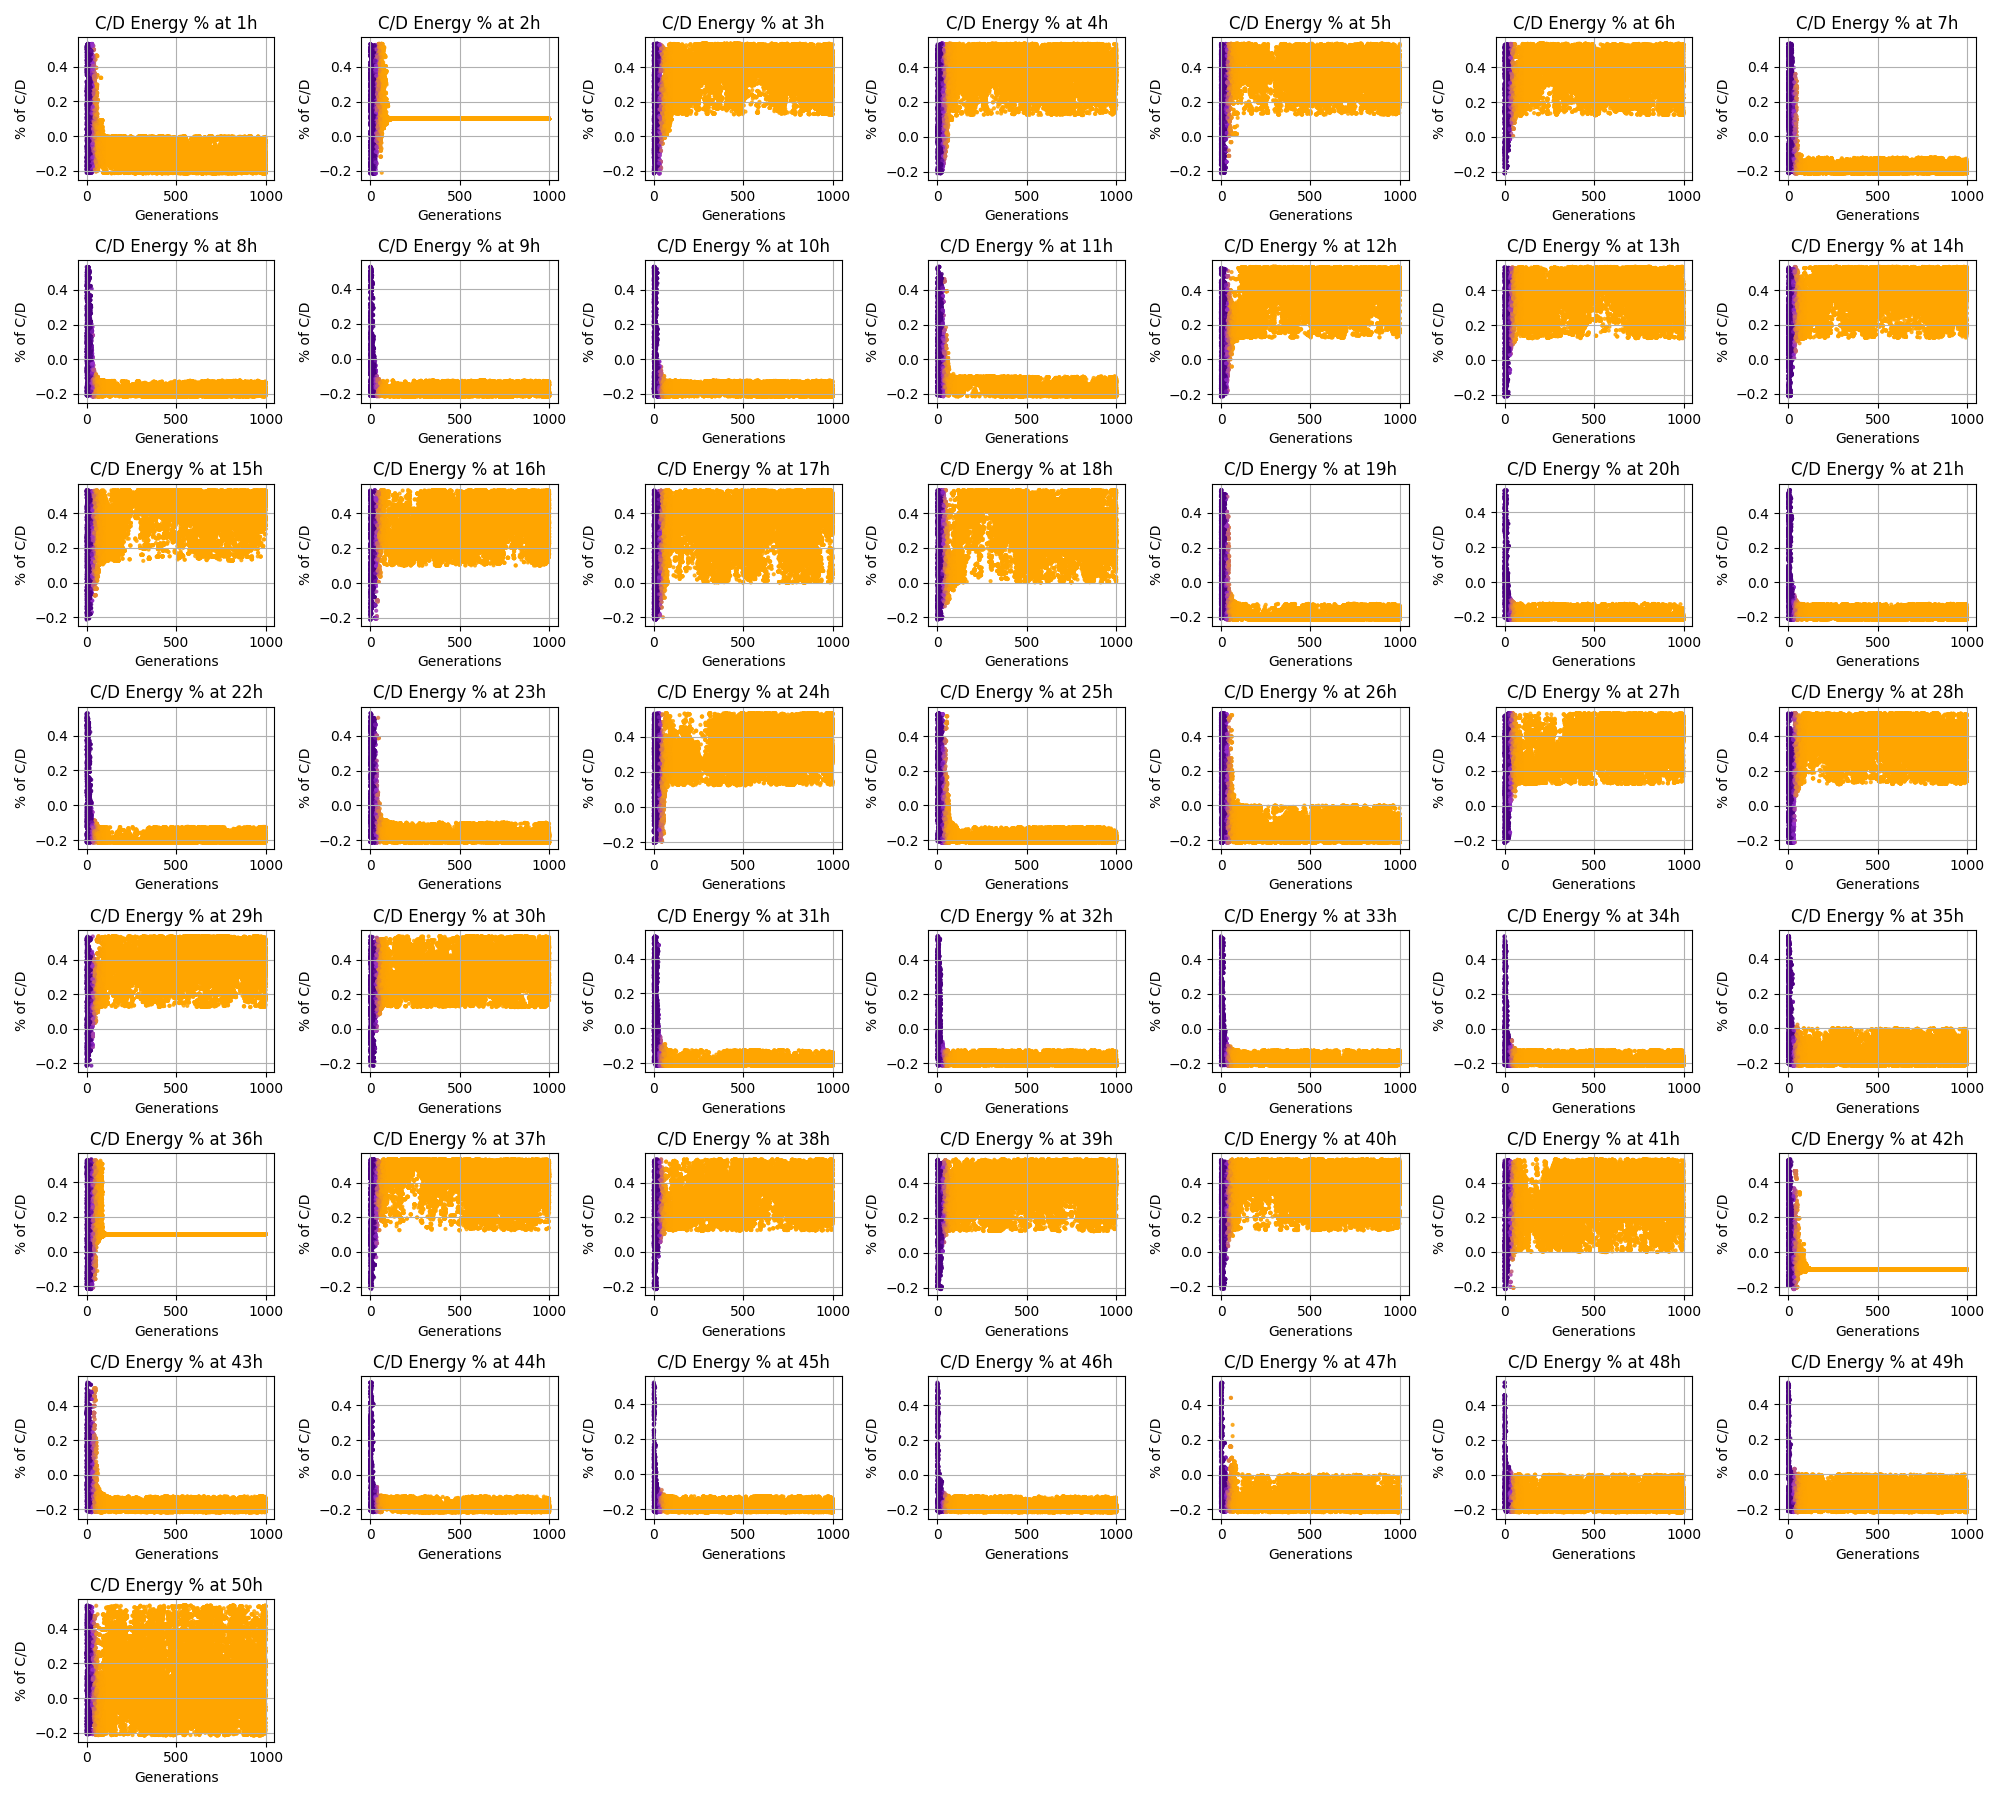 C/D Energy % at 1h C/D Energy % at 2h C/D Energy % at 3h C/D Energy % at 4h C/D Energy % at 5h C/D Energy % at 6h C/D Energy % at 7h
0.4 0.4 0.4 0.4 0.4 0.4 0.4
% of C/D % of C/D % of C/D % of C/D % of C/D % of C/D % of C/D
0.2 0.2 0.2 0.2 0.2 0.2 0.2
0.0 0.0 0.0 0.0 0.0 0.0 0.0
−0.2 −0.2 −0.2 −0.2 −0.2 −0.2 −0.2
0 500 1000 0 500 1000 0 500 1000 0 500 1000 0 500 1000 0 500 1000 0 500 1000
Generations Generations Generations Generations Generations Generations Generations
C/D Energy % at 8h C/D Energy % at 9h C/D Energy % at 10h C/D Energy % at 11h C/D Energy % at 12h C/D Energy % at 13h C/D Energy % at 14h
0.4 0.4 0.4 0.4 0.4 0.4 0.4
% of C/D % of C/D % of C/D % of C/D % of C/D % of C/D % of C/D
0.2 0.2 0.2 0.2 0.2 0.2 0.2
0.0 0.0 0.0 0.0 0.0 0.0 0.0
−0.2 −0.2 −0.2 −0.2 −0.2 −0.2 −0.2
0 500 1000 0 500 1000 0 500 1000 0 500 1000 0 500 1000 0 500 1000 0 500 1000
Generations Generations Generations Generations Generations Generations Generations
C/D Energy % at 15h C/D Energy % at 16h C/D Energy % at 17h C/D Energy % at 18h C/D Energy % at 19h C/D Energy % at 20h C/D Energy % at 21h
0.4 0.4 0.4 0.4 0.4 0.4 0.4
% of C/D % of C/D % of C/D % of C/D % of C/D % of C/D % of C/D
0.2 0.2 0.2 0.2 0.2 0.2 0.2
0.0 0.0 0.0 0.0 0.0 0.0 0.0
−0.2 −0.2 −0.2 −0.2 −0.2 −0.2 −0.2
0 500 1000 0 500 1000 0 500 1000 0 500 1000 0 500 1000 0 500 1000 0 500 1000
Generations Generations Generations Generations Generations Generations Generations
C/D Energy % at 22h C/D Energy % at 23h C/D Energy % at 24h C/D Energy % at 25h C/D Energy % at 26h C/D Energy % at 27h C/D Energy % at 28h
0.4 0.4 0.4 0.4 0.4 0.4 0.4
% of C/D % of C/D % of C/D % of C/D % of C/D % of C/D % of C/D
0.2 0.2 0.2 0.2 0.2 0.2 0.2
0.0 0.0 0.0 0.0 0.0 0.0 0.0
−0.2 −0.2 −0.2 −0.2 −0.2 −0.2 −0.2
0 500 1000 0 500 1000 0 500 1000 0 500 1000 0 500 1000 0 500 1000 0 500 1000
Generations Generations Generations Generations Generations Generations Generations
C/D Energy % at 29h C/D Energy % at 30h C/D Energy % at 31h C/D Energy % at 32h C/D Energy % at 33h C/D Energy % at 34h C/D Energy % at 35h
0.4 0.4 0.4 0.4 0.4 0.4 0.4
% of C/D % of C/D % of C/D % of C/D % of C/D % of C/D % of C/D
0.2 0.2 0.2 0.2 0.2 0.2 0.2
0.0 0.0 0.0 0.0 0.0 0.0 0.0
−0.2 −0.2 −0.2 −0.2 −0.2 −0.2 −0.2
0 500 1000 0 500 1000 0 500 1000 0 500 1000 0 500 1000 0 500 1000 0 500 1000
Generations Generations Generations Generations Generations Generations Generations
C/D Energy % at 36h C/D Energy % at 37h C/D Energy % at 38h C/D Energy % at 39h C/D Energy % at 40h C/D Energy % at 41h C/D Energy % at 42h
0.4 0.4 0.4 0.4 0.4 0.4 0.4
% of C/D % of C/D % of C/D % of C/D % of C/D % of C/D % of C/D
0.2 0.2 0.2 0.2 0.2 0.2 0.2
0.0 0.0 0.0 0.0 0.0 0.0 0.0
−0.2 −0.2 −0.2 −0.2 −0.2 −0.2 −0.2
0 500 1000 0 500 1000 0 500 1000 0 500 1000 0 500 1000 0 500 1000 0 500 1000
Generations Generations Generations Generations Generations Generations Generations
C/D Energy % at 43h C/D Energy % at 44h C/D Energy % at 45h C/D Energy % at 46h C/D Energy % at 47h C/D Energy % at 48h C/D Energy % at 49h
0.4 0.4 0.4 0.4 0.4 0.4 0.4
% of C/D % of C/D % of C/D % of C/D % of C/D % of C/D % of C/D
0.2 0.2 0.2 0.2 0.2 0.2 0.2
0.0 0.0 0.0 0.0 0.0 0.0 0.0
−0.2 −0.2 −0.2 −0.2 −0.2 −0.2 −0.2
0 500 1000 0 500 1000 0 500 1000 0 500 1000 0 500 1000 0 500 1000 0 500 1000
Generations Generations Generations Generations Generations Generations Generations
C/D Energy % at 50h
0.4
% of C/D
0.2
0.0
−0.2
0 500 1000
Generations